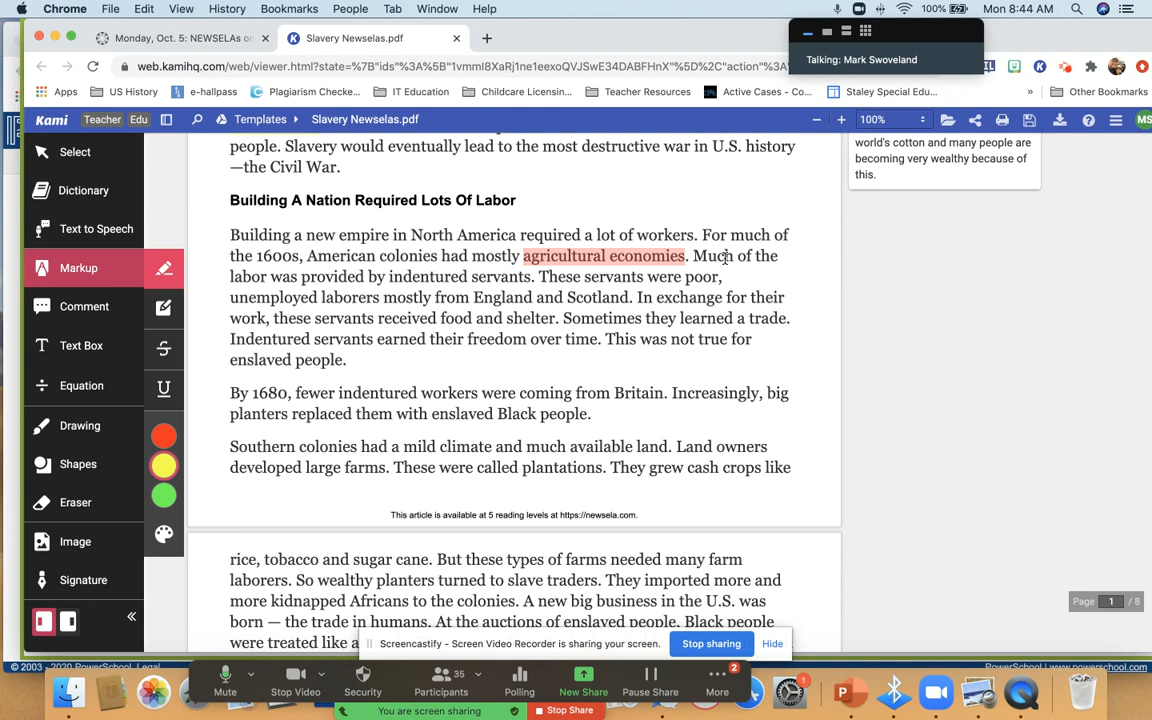 Chrome File Edit View History Bookmarks People Tab Window Help 100% Mon 8:44 AM
Monday, Oct. 5: NEWSELAs on × Slavery Newselas.pdf × +
Talking: Mark Swoveland
web.kamihq.com/web/viewer.html?state=%7B"ids"%3A%5B"1vmml8XaRj1ne1eexoQVJSwE34DABFHnX"%5D%2C"action"%3A
Apps US History e-hallpass Plagiarism Checke... IT Education Childcare Licensin... Teacher Resources Active Cases - Co... Staley Special Edu... » Other Bookmarks
Kami Teacher Edu Templates Slavery Newselas.pdf − + 100% MS
people. Slavery would eventually lead to the most destructive war in U.S. history
—the Civil War.
world's cotton and many people are
becoming very wealthy because of
this.
Select
Dictionary
Text to Speech
Markup
Comment
Text Box
Equation
Drawing
Shapes
Eraser
Image
Signature
«
Building A Nation Required Lots Of Labor
Building a new empire in North America required a lot of workers. For much of
the 1600s, American colonies had mostly agricultural economies. Much of the
labor was provided by indentured servants. These servants were poor,
unemployed laborers mostly from England and Scotland. In exchange for their
work, these servants received food and shelter. Sometimes they learned a trade.
Indentured servants earned their freedom over time. This was not true for
enslaved people.
By 1680, fewer indentured workers were coming from Britain. Increasingly, big
planters replaced them with enslaved Black people.
Southern colonies had a mild climate and much available land. Land owners
developed large farms. These were called plantations. They grew cash crops like
This article is available at 5 reading levels at https://newsela.com.
rice, tobacco and sugar cane. But these types of farms needed many farm
laborers. So wealthy planters turned to slave traders. They imported more and
more kidnapped Africans to the colonies. A new big business in the U.S. was
born — the trade in humans. At the auctions of enslaved people, Black people
were treated like a
Page 1 / 8
Screencastify - Screen Video Recorder is sharing your screen. Stop sharing Hide
© 2003 - 2020 PowerSchool, Legal PowerSchool | www.powerschool.com
Mute Stop Video Security Participants 35 Polling New Share Pause Share More 2
You are screen sharing Stop Share
1